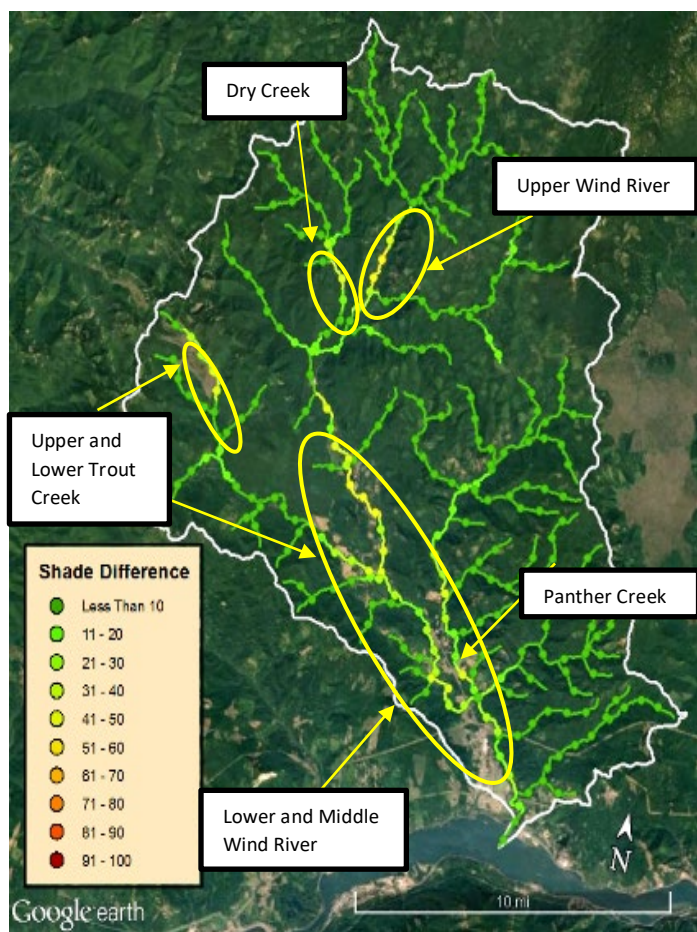 Dry Creek
Upper Wind River
Upper and
Lower Trout
Creek
Shade Difference
Less Than 10
11 - 20
21 - 30
31 - 40
41 - 50
51 - 60
61 - 70
71 - 80
81 - 90
91 - 100
Panther Creek
Lower and Middle
Wind River
N
10 mi
Google earth